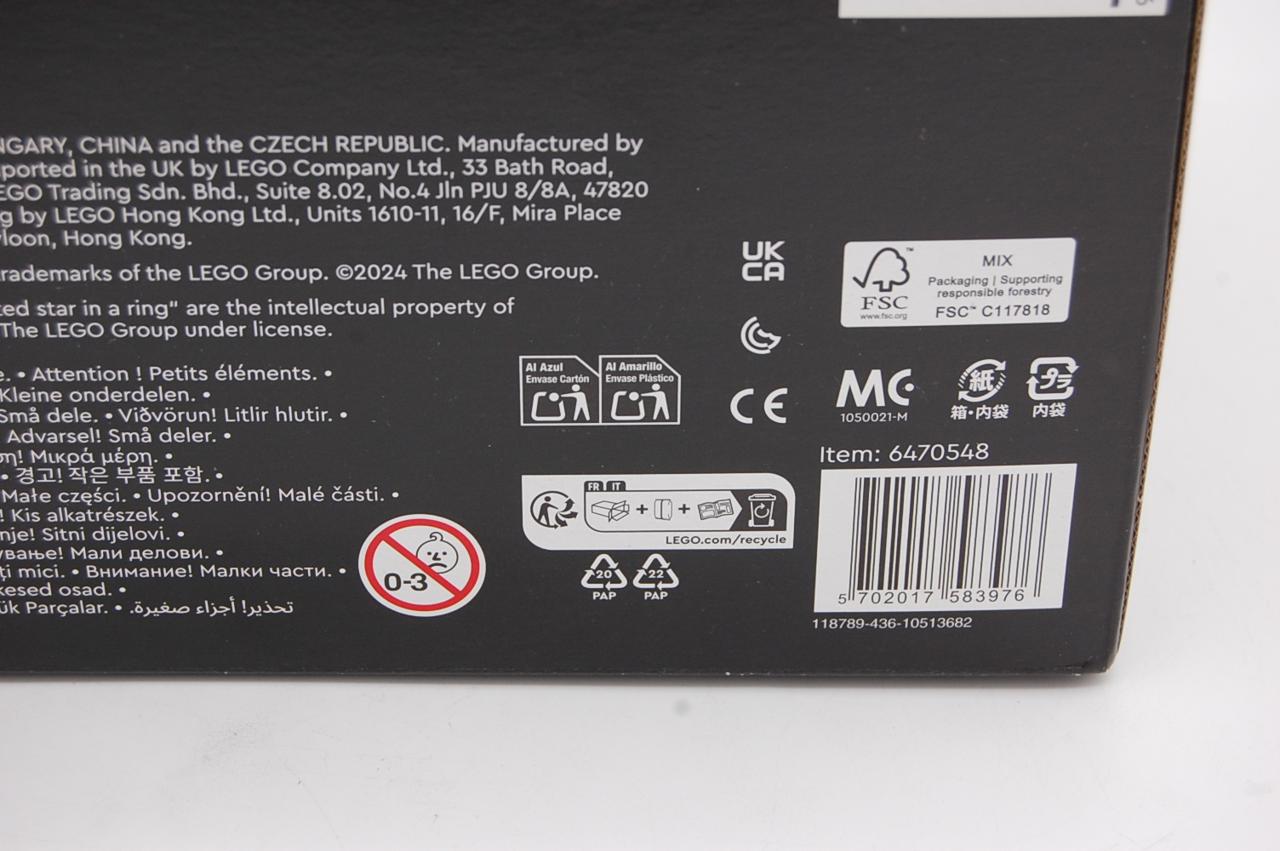 NGARY, CHINA and the CZECH REPUBLIC. Manufactured by
ported in the UK by LEGO Company Ltd., 33 Bath Road,
EGO Trading Sdn. Bhd., Suite 8.02, No.4 Jln PJU 8/8A, 47820
g by LEGO Hong Kong Ltd., Units 1610-11, 16/F, Mira Place
loon, Hong Kong.
rademarks of the LEGO Group. ©2024 The LEGO Group.
ted star in a ring" are the intellectual property of
The LEGO Group under license.
e. • Attention ! Petits éléments. •
Kleine onderdelen. •
Små dele. • Viðvörun! Litlir hlutir. •
Advarsel! Små deler. •
η! Μικρά μέρη. •
• 경고! 작은 부품 포함. •
Małe części. • Upozornění! Malé části. •
! Kis alkatrészek. •
nje! Sitni dijelovi. •
ување! Мали делови. •
ți mici. • Внимание! Малки части. •
kesed osad. •
ük Parçalar. • تحذير! أجزاء صغيرة.
0-3
UK
CA
FSC™
www.fsc.org
MIX
Packaging | Supporting
responsible forestry
FSC™ C117818
Al Azul
Envase Cartón
Al Amarillo
Envase Plástico
CE
MC
1050021-M
紙
箱・内袋
プラ
内袋
FR IT
+ +
LEGO.com/recycle
20
PAP
22
PAP
Item: 6470548
5 702017 583976
118789-436-10513682